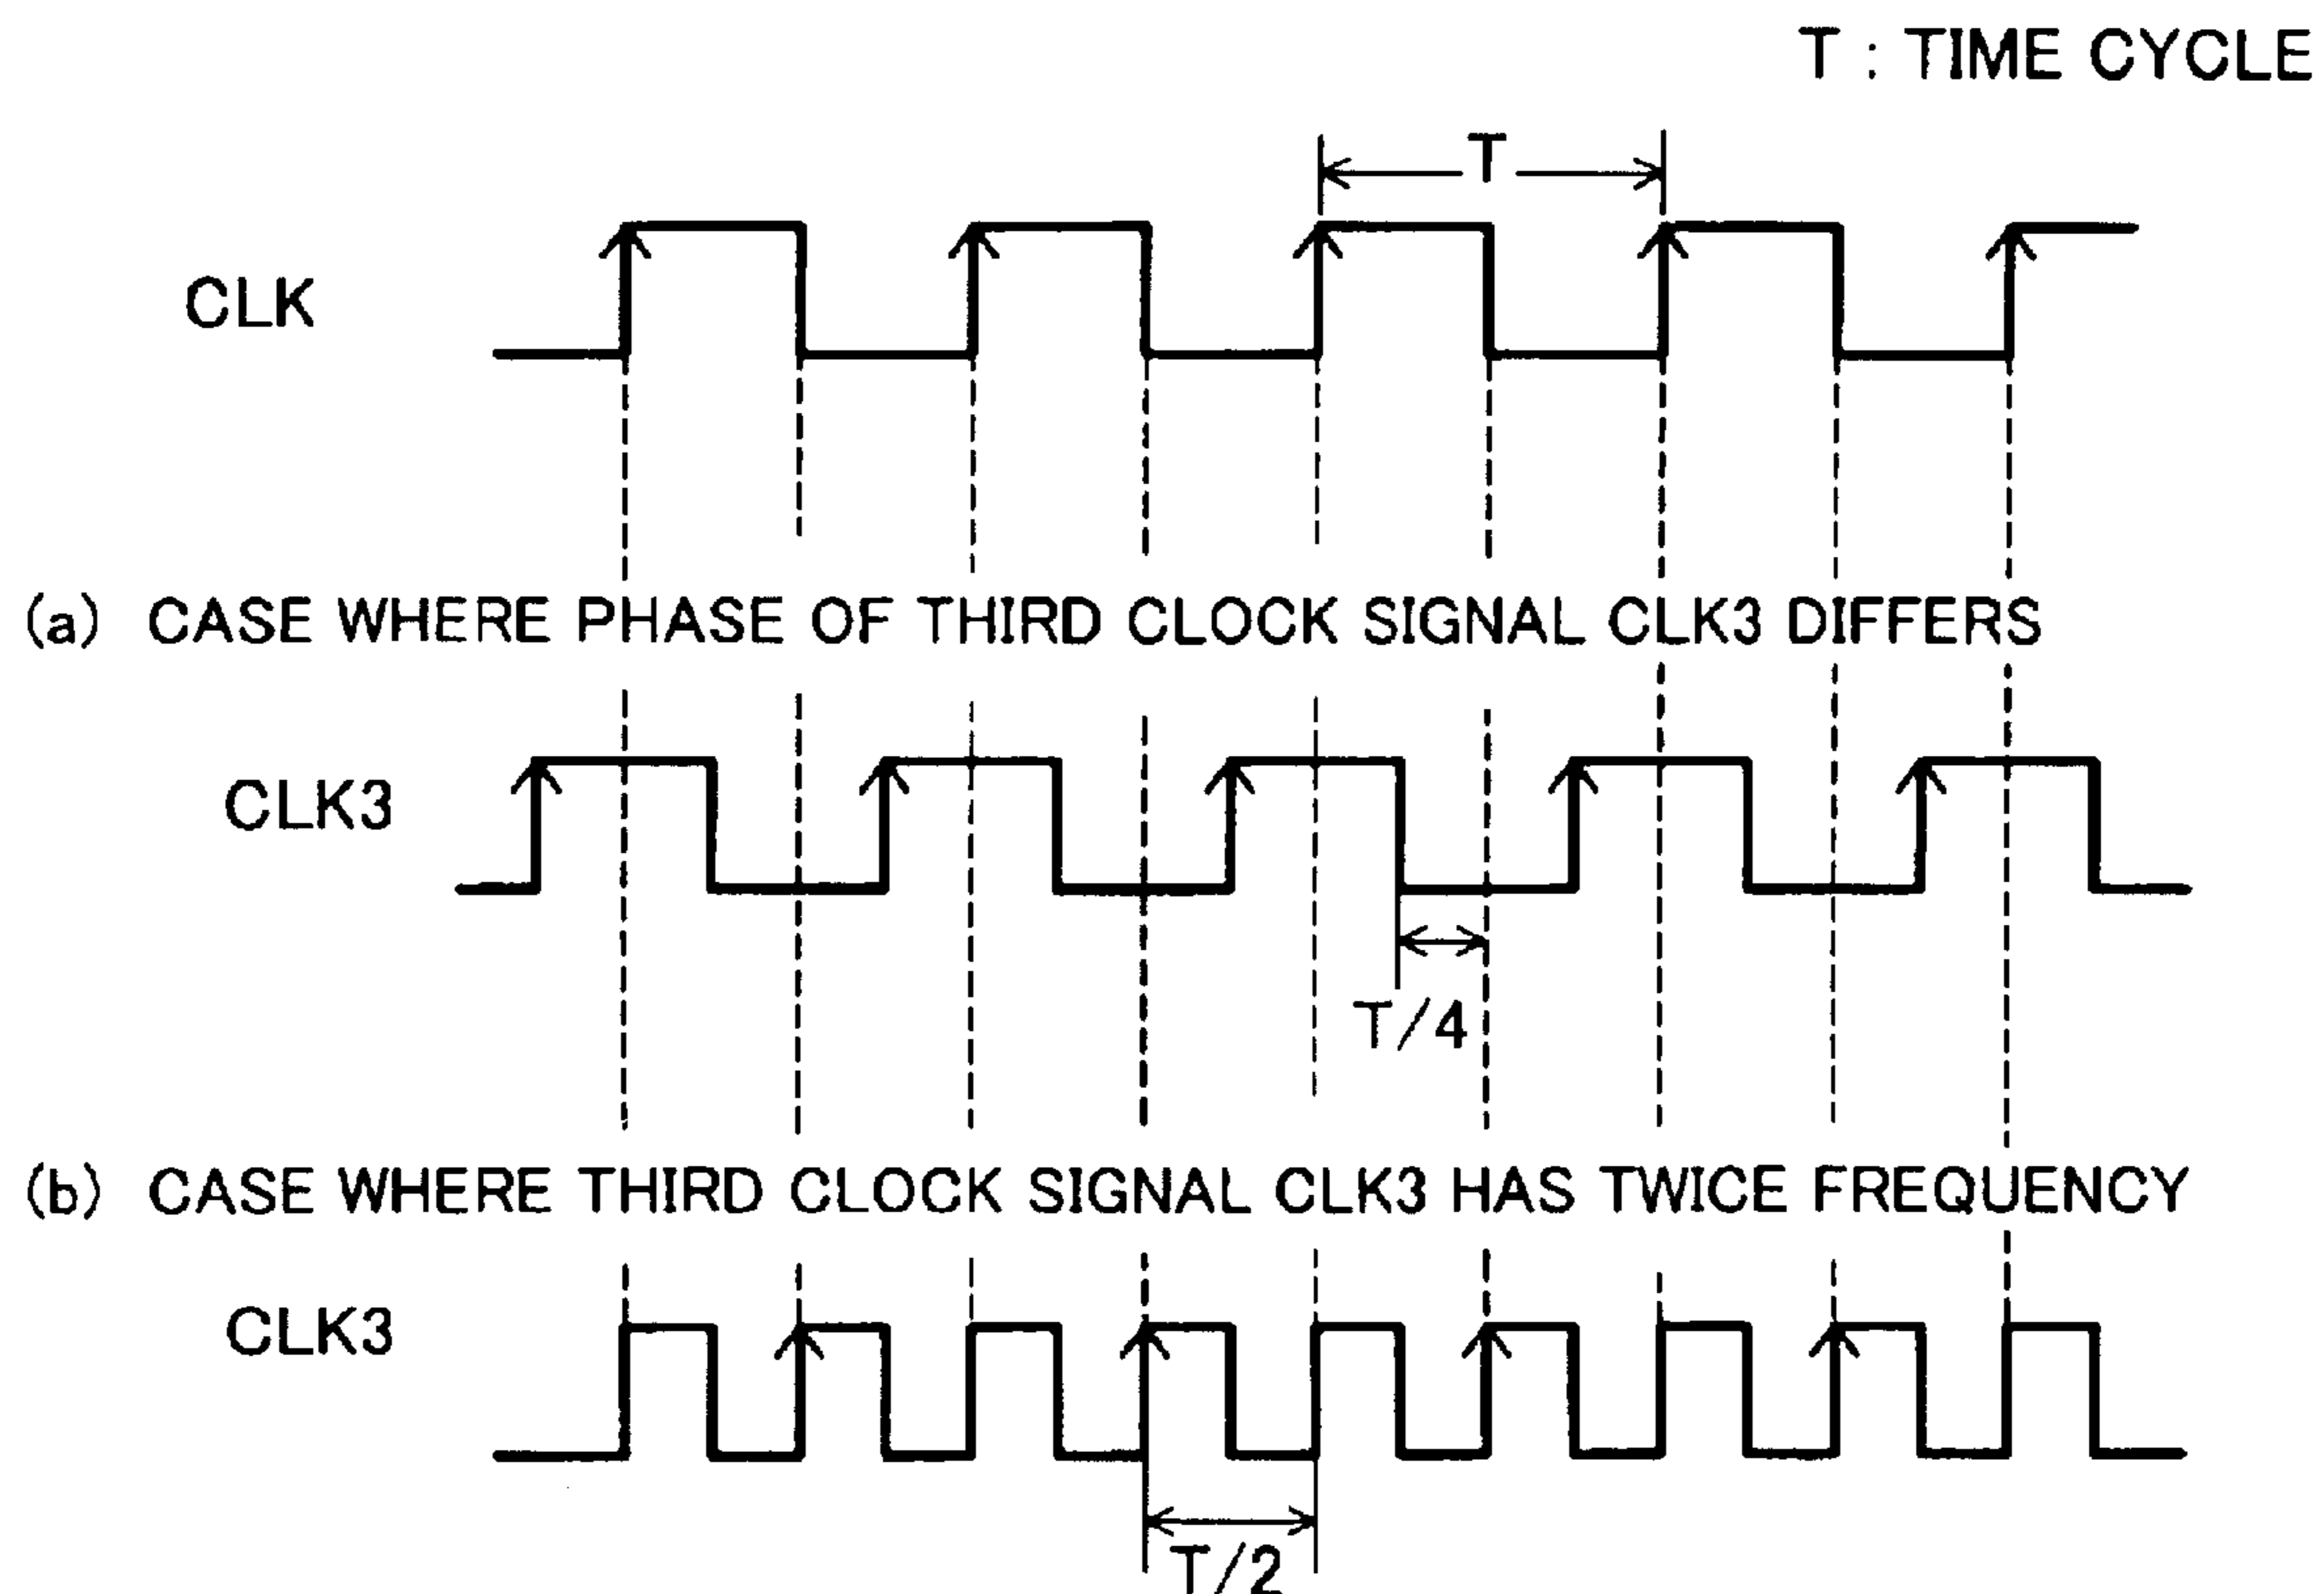 T : TIME CYCLE
T
CLK
(a) CASE WHERE PHASE OF THIRD CLOCK SIGNAL CLK3 DIFFERS
CLK3
T/4
(b) CASE WHERE THIRD CLOCK SIGNAL CLK3 HAS TWICE FREQUENCY
CLK3
T/2